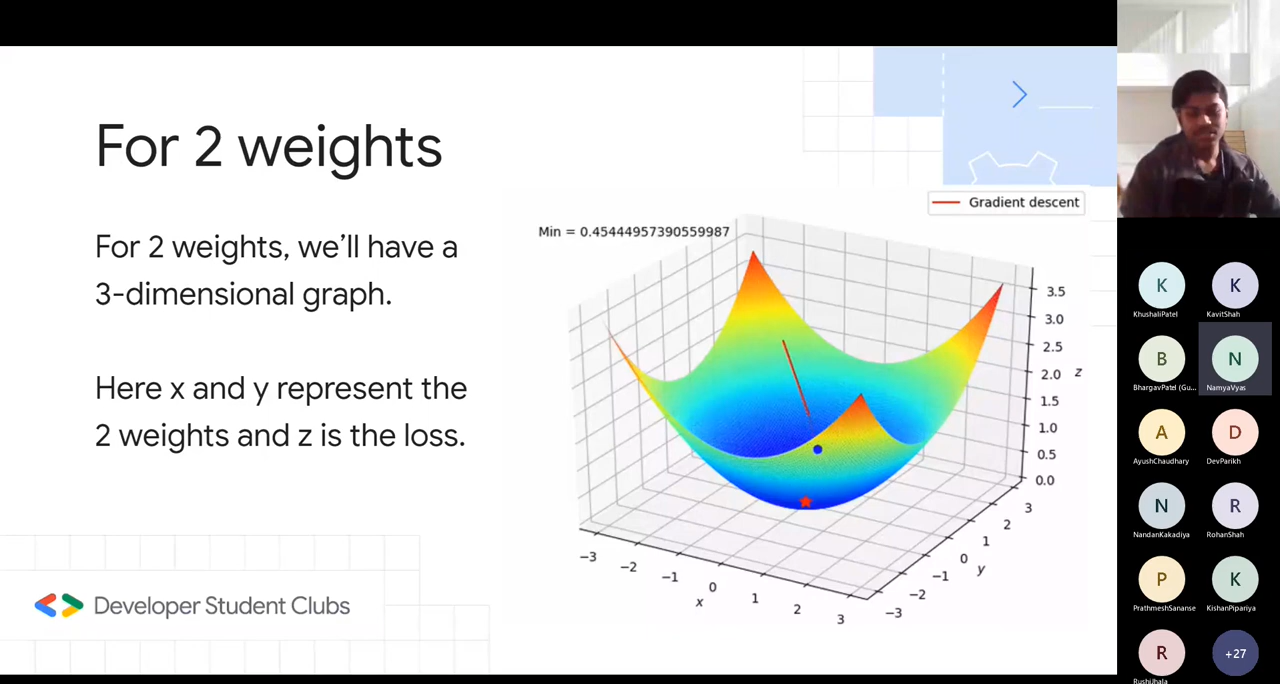 For 2 weights
For 2 weights, we'll have a
3-dimensional graph.
Here x and y represent the
2 weights and z is the loss.
Developer Student Clubs
Gradient descent
Min = 0.45444957390559987
3.5
3.0
2.5
2.0
1.5
1.0
0.5
0.0
z
-3
-2
-1
0
1
2
3
x
3
2
1
0
-1
-2
-3
y
K
KhushaliPatel
K
KavitShah
B
BhargavPatel (Gu...
N
NamyaVyas
A
AyushChaudhary
D
DevParikh
N
NandanKakadiya
R
RohanShah
P
PrathmeshSananse
K
KishanPipariya
R
RushiJhala
+27